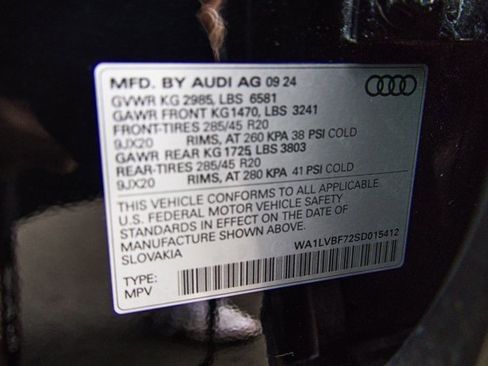 MFD. BY AUDI AG 09 24
GVWR KG 2985, LBS 6581
GAWR FRONT KG1470, LBS 3241
FRONT-TIRES 285/45 R20
9JX20 RIMS, AT 260 KPA 38 PSI COLD
GAWR REAR KG 1725 LBS 3803
REAR-TIRES 285/45 R20
9JX20 RIMS, AT 280 KPA 41 PSI COLD
THIS VEHICLE CONFORMS TO ALL APPLICABLE
U.S. FEDERAL MOTOR VEHICLE SAFETY
STANDARDS IN EFFECT ON DATE OF
MANUFACTURE SHOWN ABOVE.
SLOVAKIA
WA1LVBF72SD015412
TYPE:
MPV